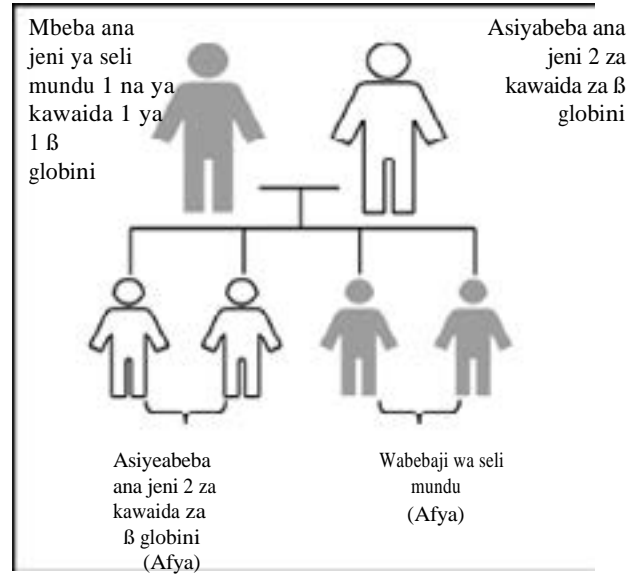 Mbeba ana
jeni ya seli
mundu 1 na ya
kawaida 1 ya
1 ß
globini
Asiyabeba ana
jeni 2 za
kawaida za ß
globini
Asiyeabeba
ana jeni 2 za
kawaida za
ß globini
(Afya)
Wabebaji wa seli
mundu
(Afya)